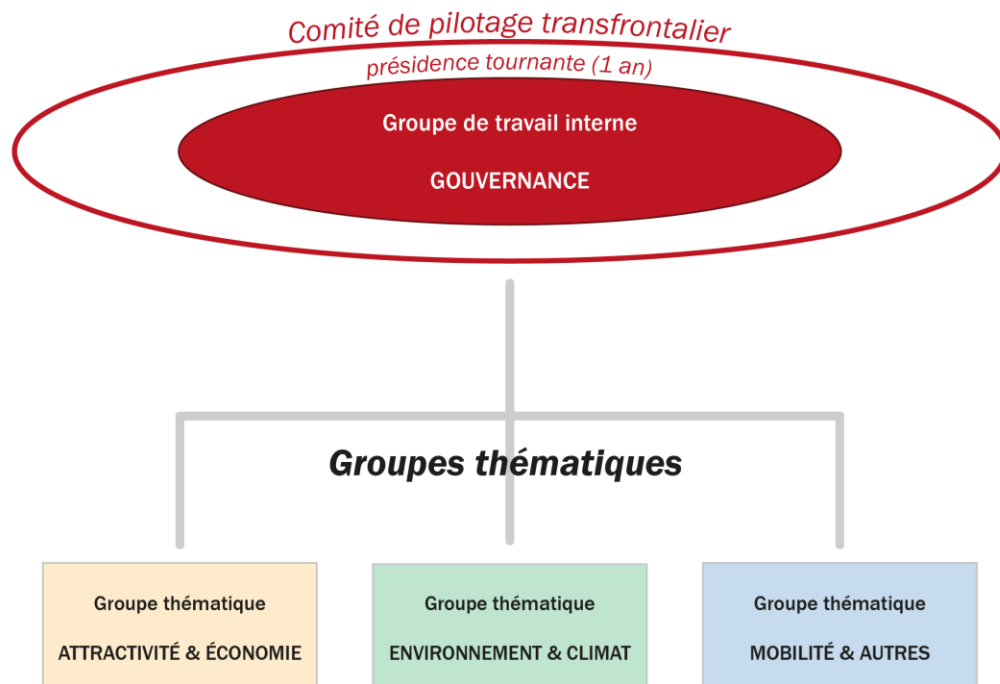 Comité de pilotage transfrontalier
présidence tournante (1 an)
Groupe de travail interne
GOUVERNANCE
Groupes thématiques
Groupe thématique
ATTRACTIVITÉ & ÉCONOMIE
Groupe thématique
ENVIRONNEMENT & CLIMAT
Groupe thématique
MOBILITÉ & AUTRES